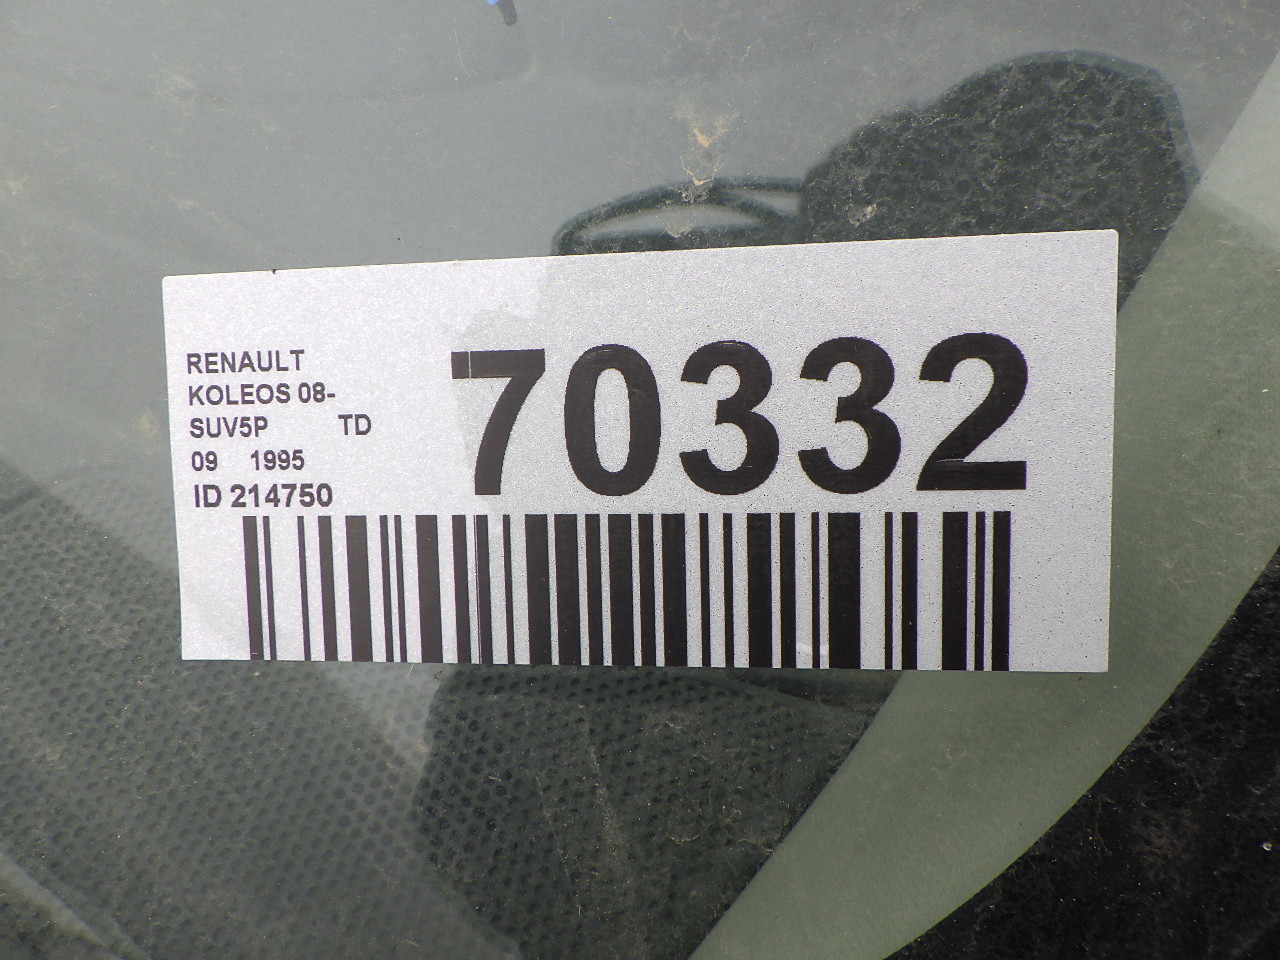 RENAULT
KOLEOS 08-
SUV5P TD
09 1995
ID 214750
70332